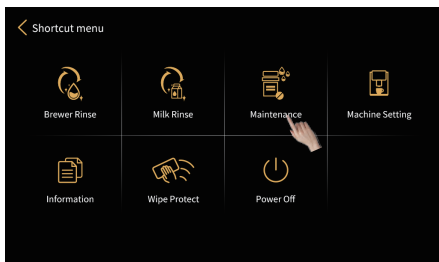 Shortcut menu
Brewer Rinse
Milk Rinse
Maintenance
Machine Setting
Information
Wipe Protect
Power Off